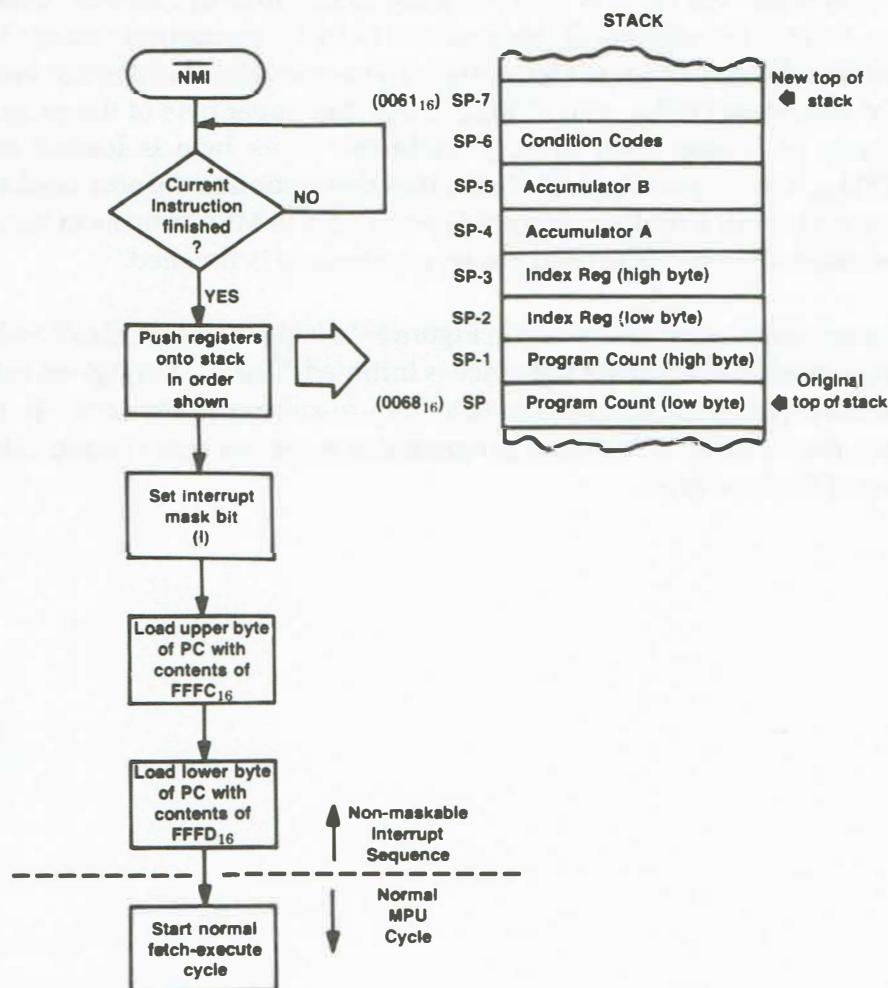 STACK
NMI
(0061₁₆) SP-7
New top of
stack
SP-6 Condition Codes
SP-5 Accumulator B
SP-4 Accumulator A
SP-3 Index Reg (high byte)
SP-2 Index Reg (low byte)
SP-1 Program Count (high byte)
(0068₁₆) SP Program Count (low byte)
Original
top of stack
Current
Instruction
finished
?
NO
YES
Push registers
onto stack
in order
shown
Set interrupt
mask bit
(I)
Load upper byte
of PC with
contents of
FFFC₁₆
Load lower byte
of PC with
contents of
FFFD₁₆
Non-maskable
Interrupt
Sequence
Normal
MPU
Cycle
Start normal
fetch-execute
cycle